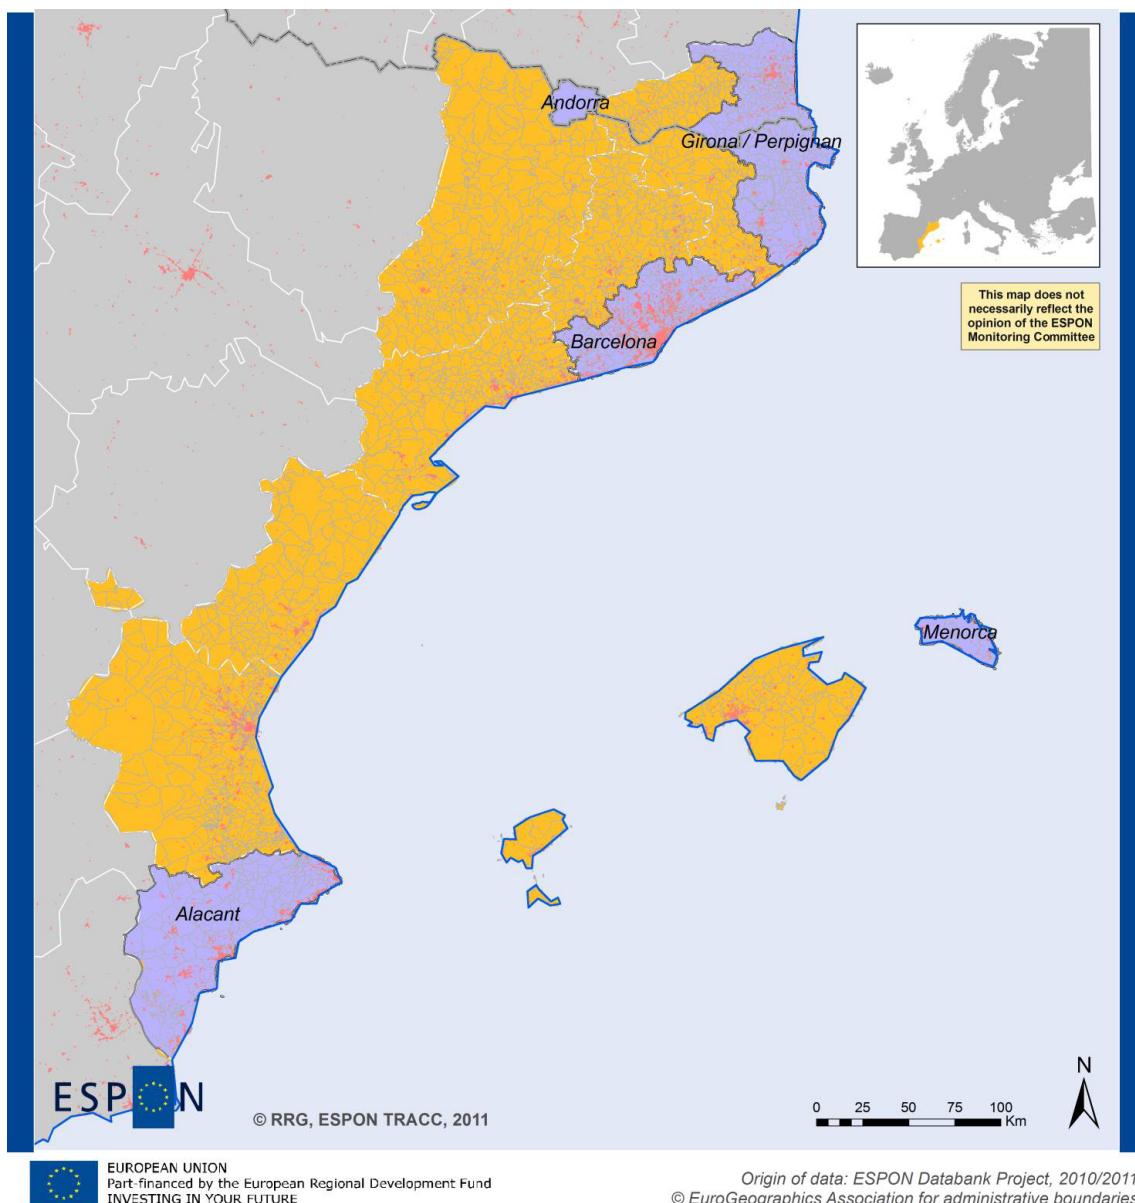 Andorra
Girona / Perpignan
This map does not
necessarily reflect the
opinion of the ESPON
Monitoring Committee
Barcelona
Menorca
Alacant
ESPON
© RRG, ESPON TRACC, 2011
N
0 25 50 75 100
Km
EUROPEAN UNION
Part-financed by the European Regional Development Fund
INVESTING IN YOUR FUTURE
Origin of data: ESPON Databank Project, 2010/2011
© EuroGeographics Association for administrative boundaries